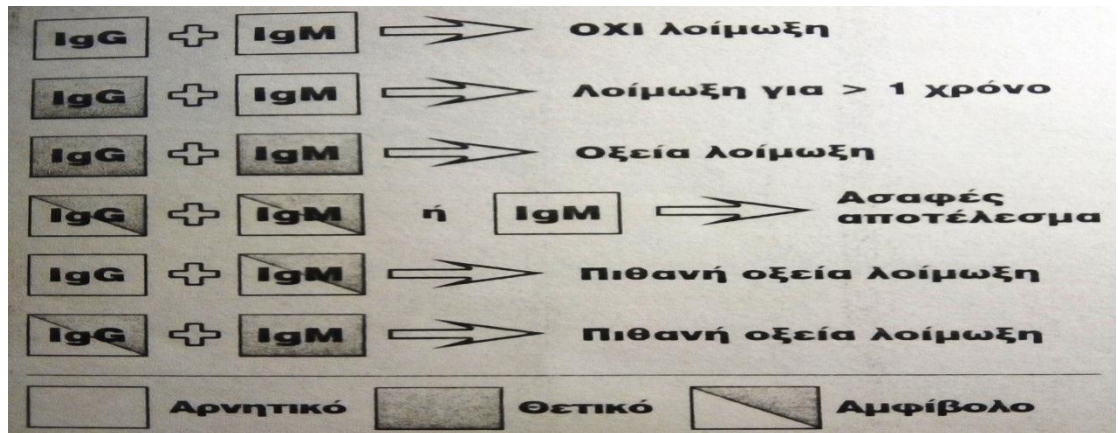 IgG + IgM ΟΧΙ λοίμωξη
IgG + IgM Λοίμωξη για > 1 χρόνο
IgG + IgM Οξεία λοίμωξη
IgG + IgM ή IgM Ασαφές
αποτέλεσμα
IgG + IgM Πιθανή οξεία λοίμωξη
IgG + IgM Πιθανή οξεία λοίμωξη
Αρνητικό Θετικό Αμφίβολο